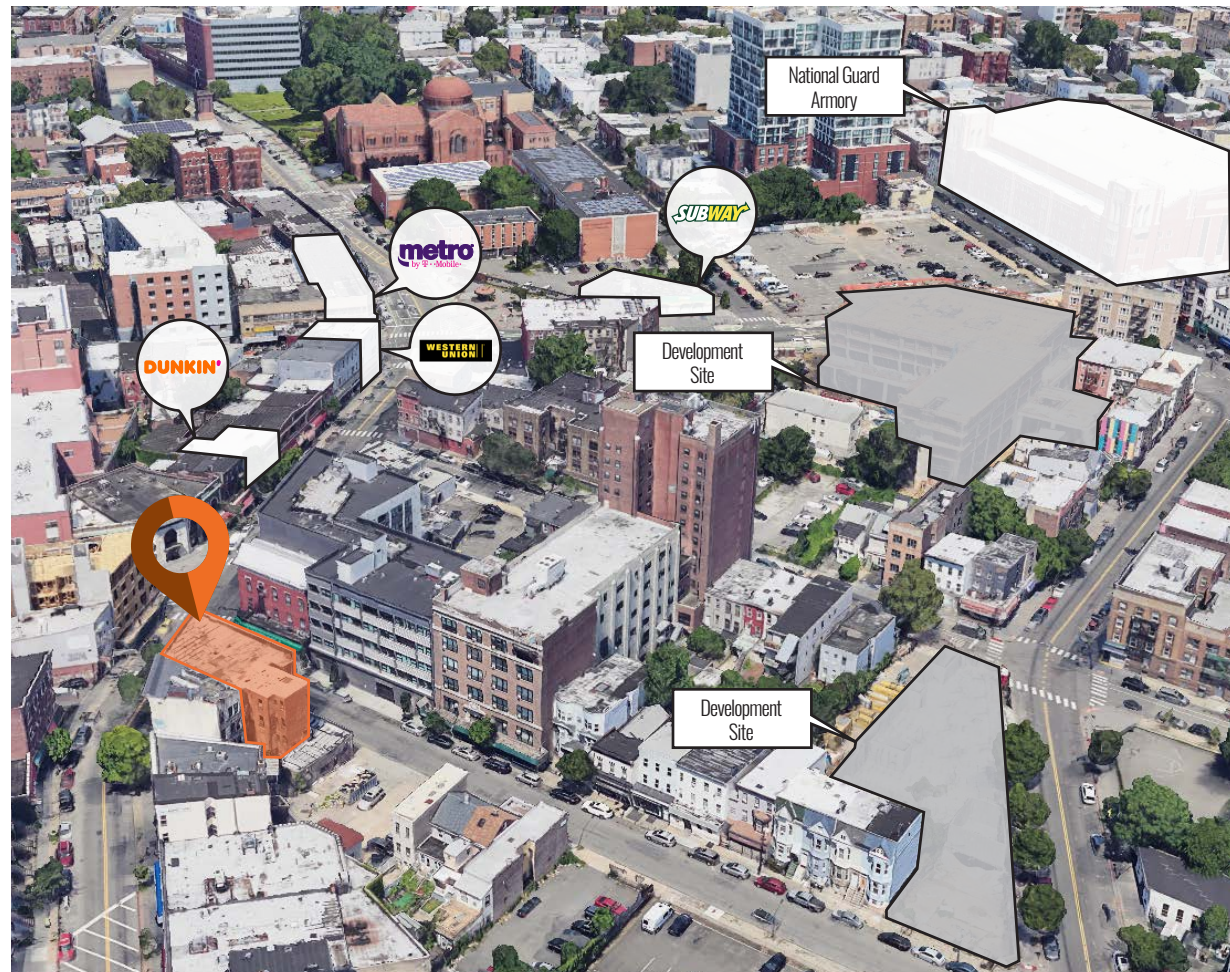 National Guard
Armory
SUBWAY
metro
by T-Mobile
WESTERN
UNION
DUNKIN'
Development
Site
Development
Site